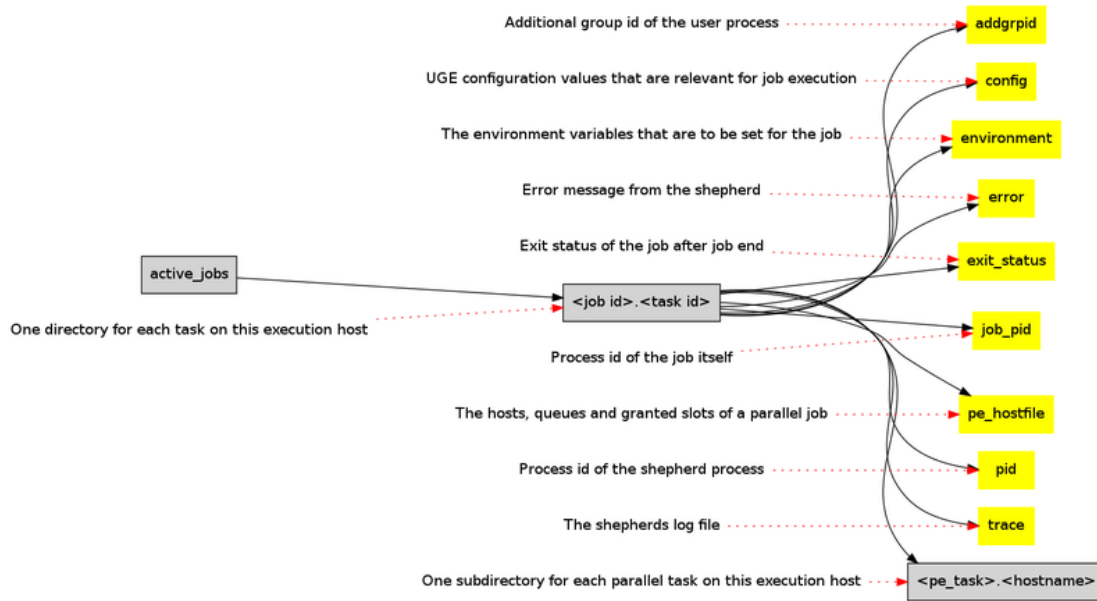 Additional group id of the user process
addgrpid
UGE configuration values that are relevant for job execution
config
The environment variables that are to be set for the job
environment
Error message from the shepherd
error
Exit status of the job after job end
exit_status
active_jobs
<job id>.<task id>
One directory for each task on this execution host
job_pid
Process id of the job itself
The hosts, queues and granted slots of a parallel job
pe_hostfile
Process id of the shepherd process
pid
The shepherds log file
trace
One subdirectory for each parallel task on this execution host
<pe_task>.<hostname>